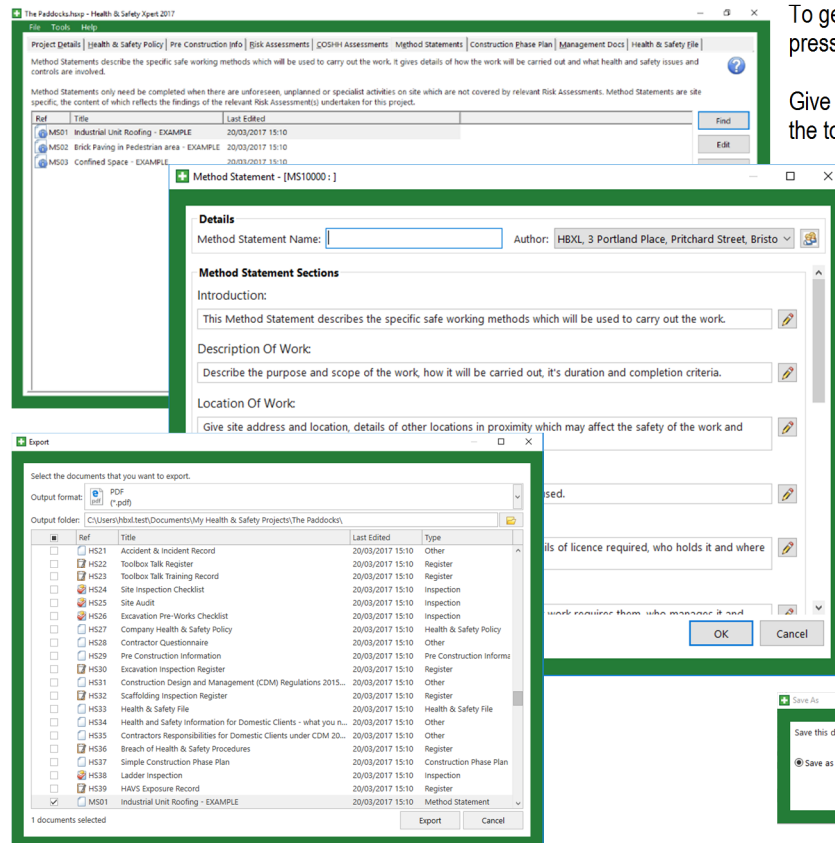 The Paddocks.hsxp - Health & Safety Xpert 2017
File Tools Help
Project Details Health & Safety Policy Pre Construction Info Risk Assessments COSHH Assessments Method Statements Construction Phase Plan Management Docs Health & Safety File
Method Statements describe the specific safe working methods which will be used to carry out the work. It gives details of how the work will be carried out and what health and safety issues and
controls are involved.
Method Statements only need be completed when there are unforeseen, unplanned or specialist activities on site which are not covered by relevant Risk Assessments. Method Statements are site
specific, the content of which reflects the findings of the relevant Risk Assessment(s) undertaken for this project.
Ref Title Last Edited
MS01 Industrial Unit Roofing - EXAMPLE 20/03/2017 15:10
MS02 Brick Paving in Pedestrian area - EXAMPLE 20/03/2017 15:10
MS03 Confined Space - EXAMPLE 20/03/2017 15:10
Find
Edit
To ge
press
Give
the to
Method Statement - [MS10000 : ]
Details
Method Statement Name: Author: HBXL, 3 Portland Place, Pritchard Street, Bristo
Method Statement Sections
Introduction:
This Method Statement describes the specific safe working methods which will be used to carry out the work.
Description Of Work:
Describe the purpose and scope of the work, how it will be carried out, it's duration and completion criteria.
Location Of Work:
Give site address and location, details of other locations in proximity which may affect the safety of the work and
ised.
ils of licence required, who holds it and where
work requires them, who manages it and
OK Cancel
Export
Select the documents that you want to export.
Output format: PDF
(*.pdf)
Output folder: C:\Users\hbxl.test\Documents\My Health & Safety Projects\The Paddocks\
Ref Title Last Edited Type
HS21 Accident & Incident Record 20/03/2017 15:10 Other
HS22 Toolbox Talk Register 20/03/2017 15:10 Register
HS23 Toolbox Talk Training Record 20/03/2017 15:10 Register
HS24 Site Inspection Checklist 20/03/2017 15:10 Inspection
HS25 Site Audit 20/03/2017 15:10 Inspection
HS26 Excavation Pre-Works Checklist 20/03/2017 15:10 Inspection
HS27 Company Health & Safety Policy 20/03/2017 15:10 Health & Safety Policy
HS28 Contractor Questionnaire 20/03/2017 15:10 Other
HS29 Pre Construction Information 20/03/2017 15:10 Pre Construction Informa
HS30 Excavation Inspection Register 20/03/2017 15:10 Register
HS31 Construction Design and Management (CDM) Regulations 2015... 20/03/2017 15:10 Other
HS32 Scaffolding Inspection Register 20/03/2017 15:10 Register
HS33 Health & Safety File 20/03/2017 15:10 Health & Safety File
HS34 Health and Safety Information for Domestic Clients - what you n... 20/03/2017 15:10 Other
HS35 Contractors Responsibilities for Domestic Clients under CDM 20... 20/03/2017 15:10 Other
HS36 Breach of Health & Safety Procedures 20/03/2017 15:10 Register
HS37 Simple Construction Phase Plan 20/03/2017 15:10 Construction Phase Plan
HS38 Ladder Inspection 20/03/2017 15:10 Inspection
HS39 HAVS Exposure Record 20/03/2017 15:10 Register
MS01 Industrial Unit Roofing - EXAMPLE 20/03/2017 15:10 Method Statement
1 documents selected Export Cancel
Save As
Save this d
Save as